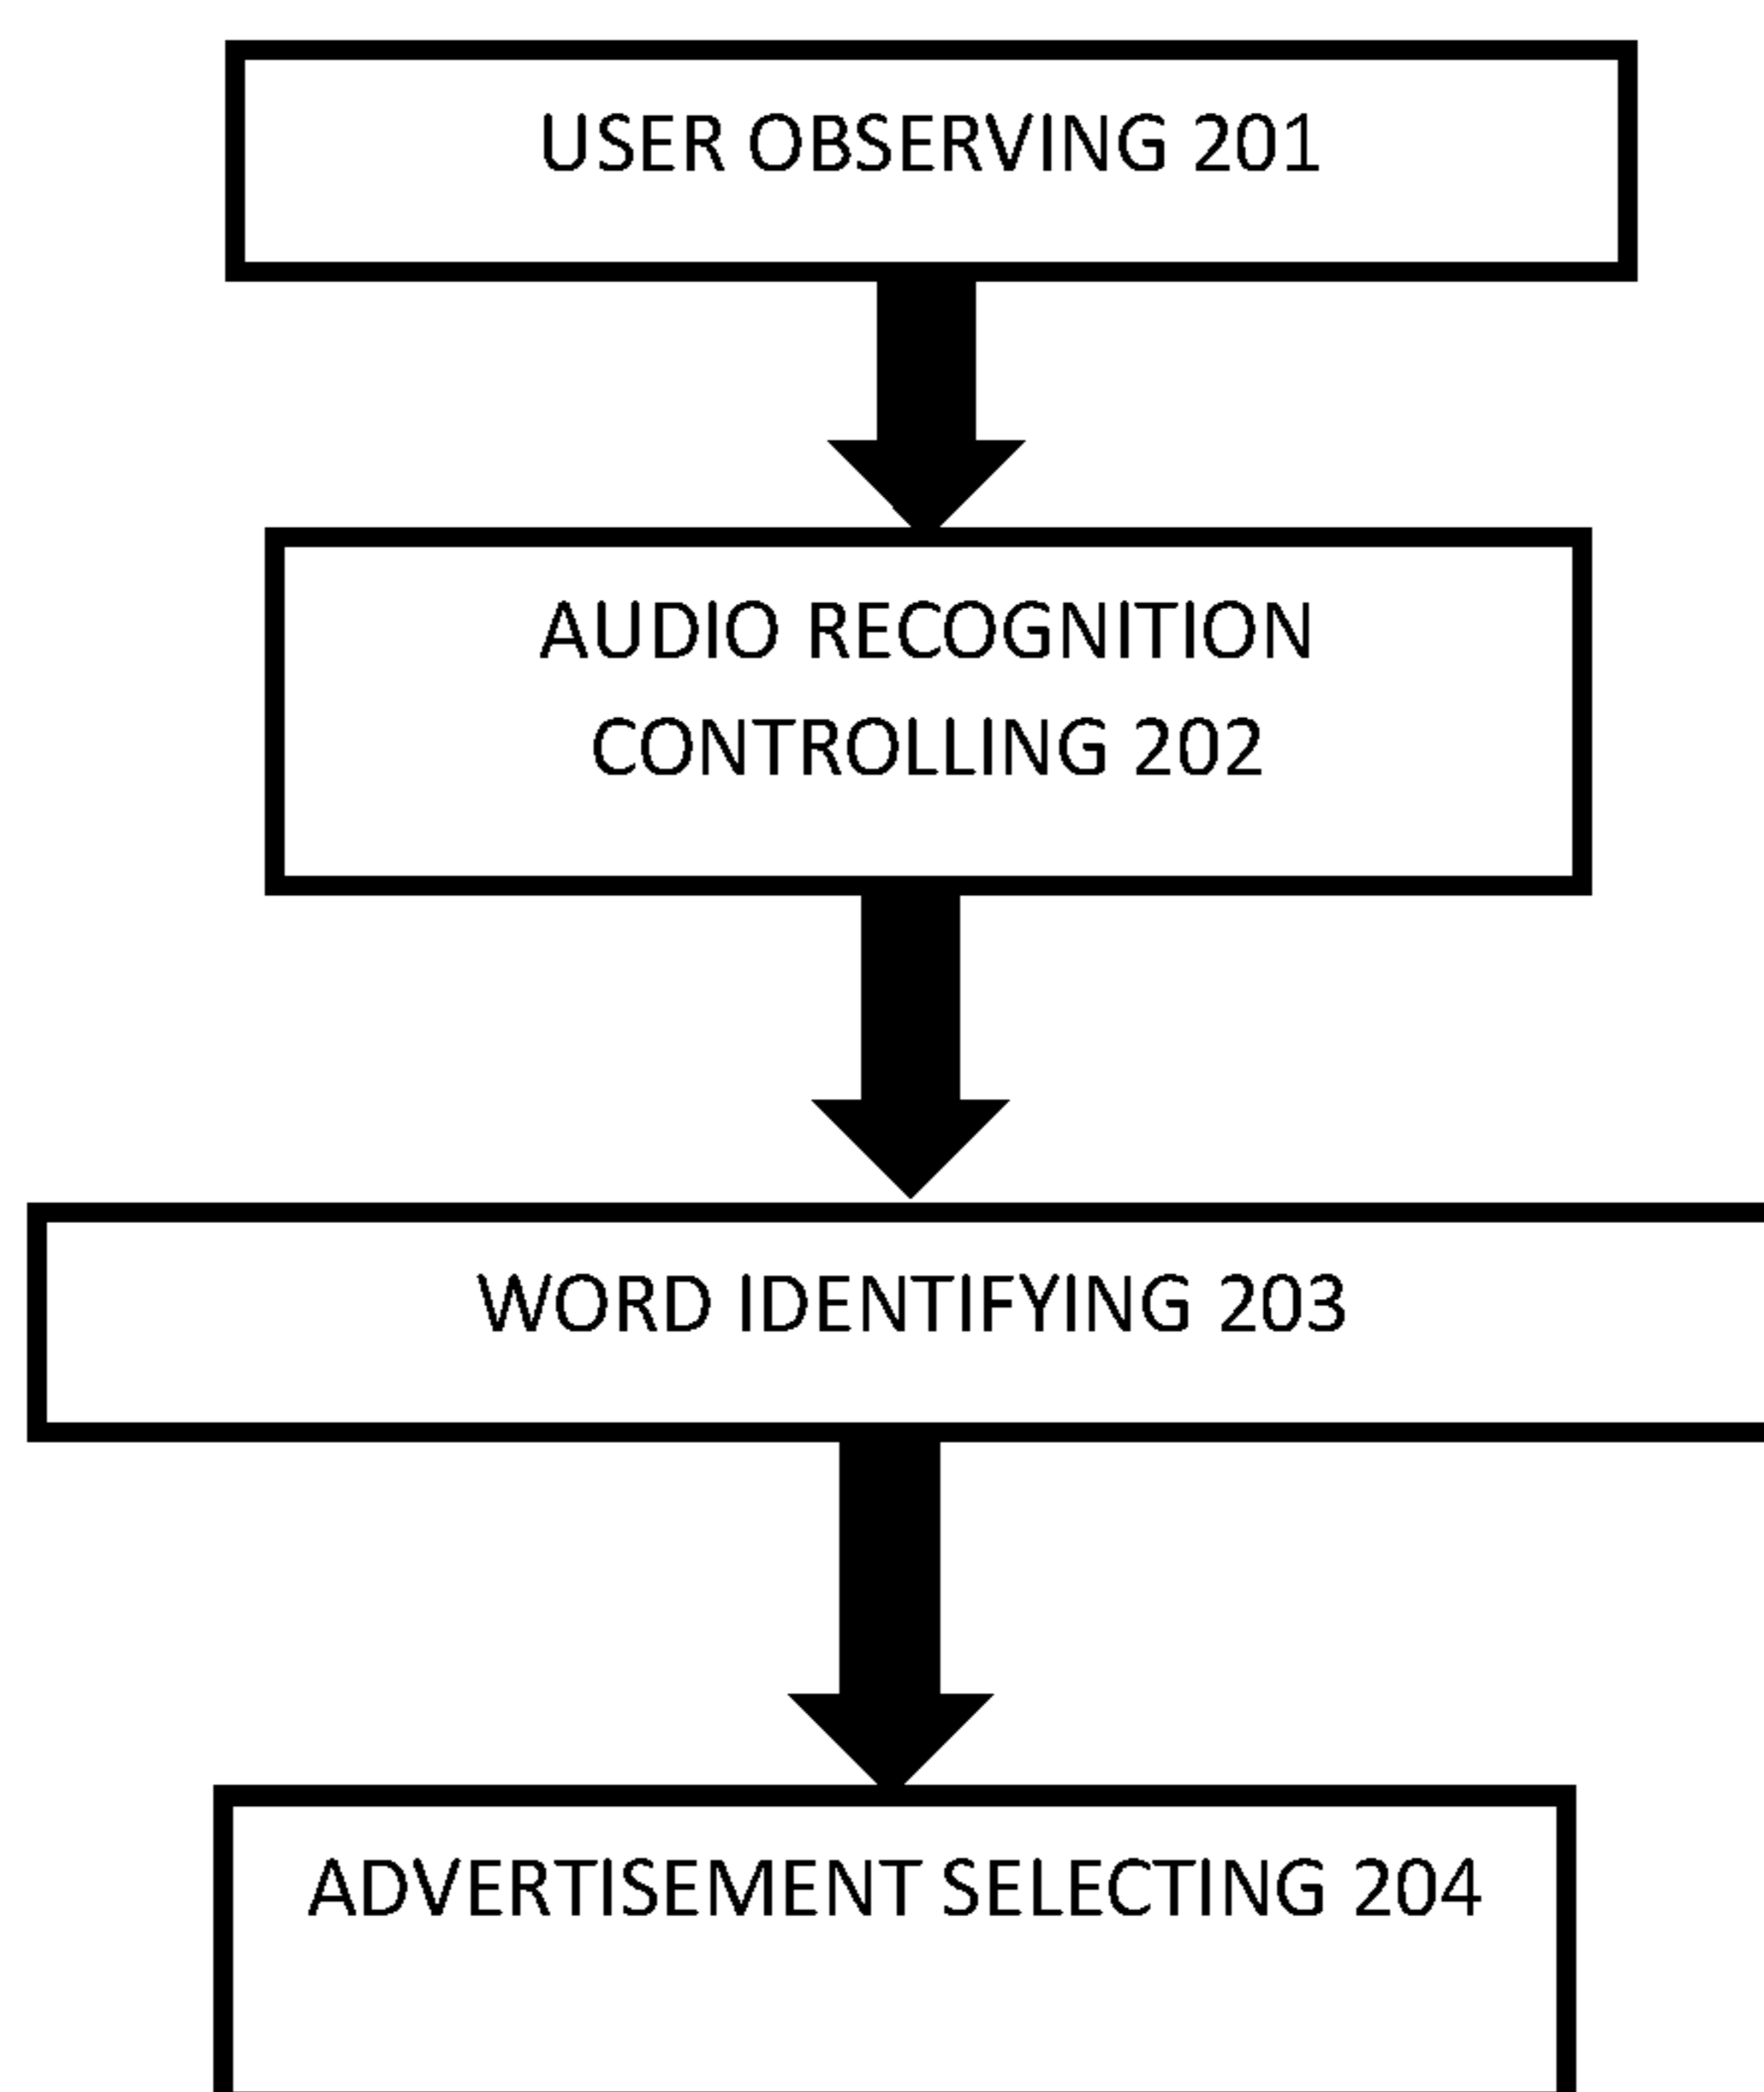 USER OBSERVING 201
AUDIO RECOGNITION
CONTROLLING 202
WORD IDENTIFYING 203
ADVERTISEMENT SELECTING 204